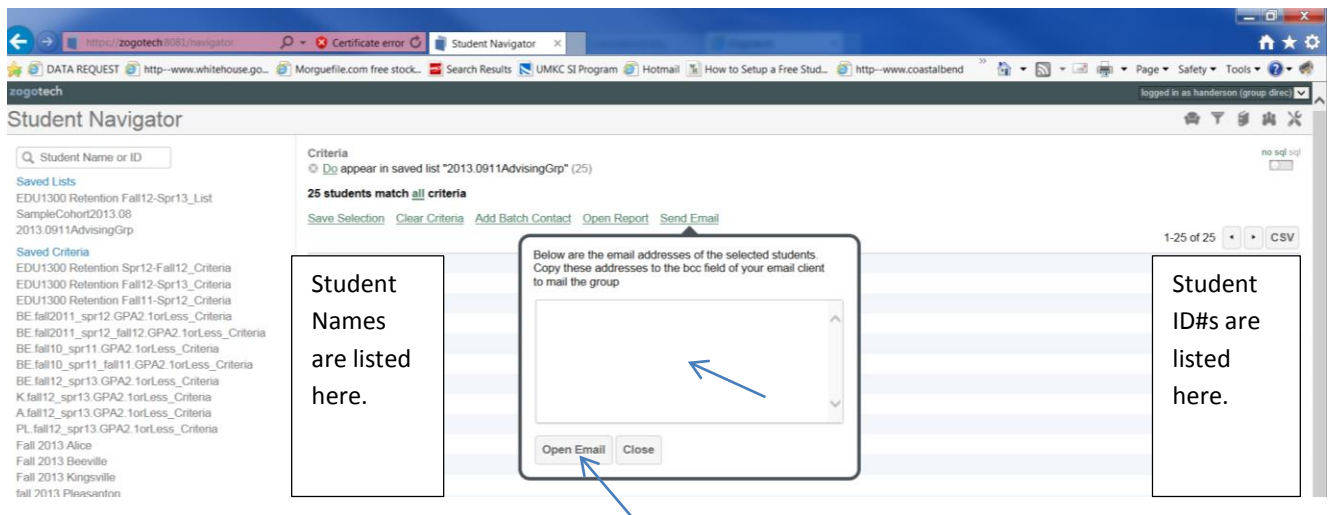 https://zogotech:8081/navigator
Certificate error
Student Navigator
DATA REQUEST
http--www.whitehouse.go...
Morguefile.com free stock...
Search Results
UMKC SI Program
Hotmail
How to Setup a Free Stud...
http--www.coastalbend
Page
Safety
Tools
zogotech
logged in as handerson (group direc)
Student Navigator
Student Name or ID
Saved Lists
EDU1300 Retention Fall12-Spr13_List
SampleCohort2013.08
2013.0911AdvisingGrp
Saved Criteria
EDU1300 Retention Spr12-Fall12_Criteria
EDU1300 Retention Fall12-Spr13_Criteria
EDU1300 Retention Fall11-Spr12_Criteria
BE.fall2011_spr12.GPA2.1orLess_Criteria
BE.fall2011_spr12_fall12.GPA2.1orLess_Criteria
BE.fall10_spr11.GPA2.1orLess_Criteria
BE.fall10_spr11_fall11.GPA2.1orLess_Criteria
BE.fall12_spr13.GPA2.1orLess_Criteria
K.fall12_spr13.GPA2.1orLess_Criteria
A.fall12_spr13.GPA2.1orLess_Criteria
PL.fall12_spr13.GPA2.1orLess_Criteria
Fall 2013 Alice
Fall 2013 Beeville
Fall 2013 Kingsville
fall 2013 Pleasanton
Criteria
Do appear in saved list "2013.0911AdvisingGrp" (25)
25 students match all criteria
Save Selection Clear Criteria Add Batch Contact Open Report Send Email
no sql sql
1-25 of 25
CSV
Student
Names
are listed
here.
Below are the email addresses of the selected students.
Copy these addresses to the bcc field of your email client
to mail the group
Open Email
Close
Student
ID#s are
listed
here.